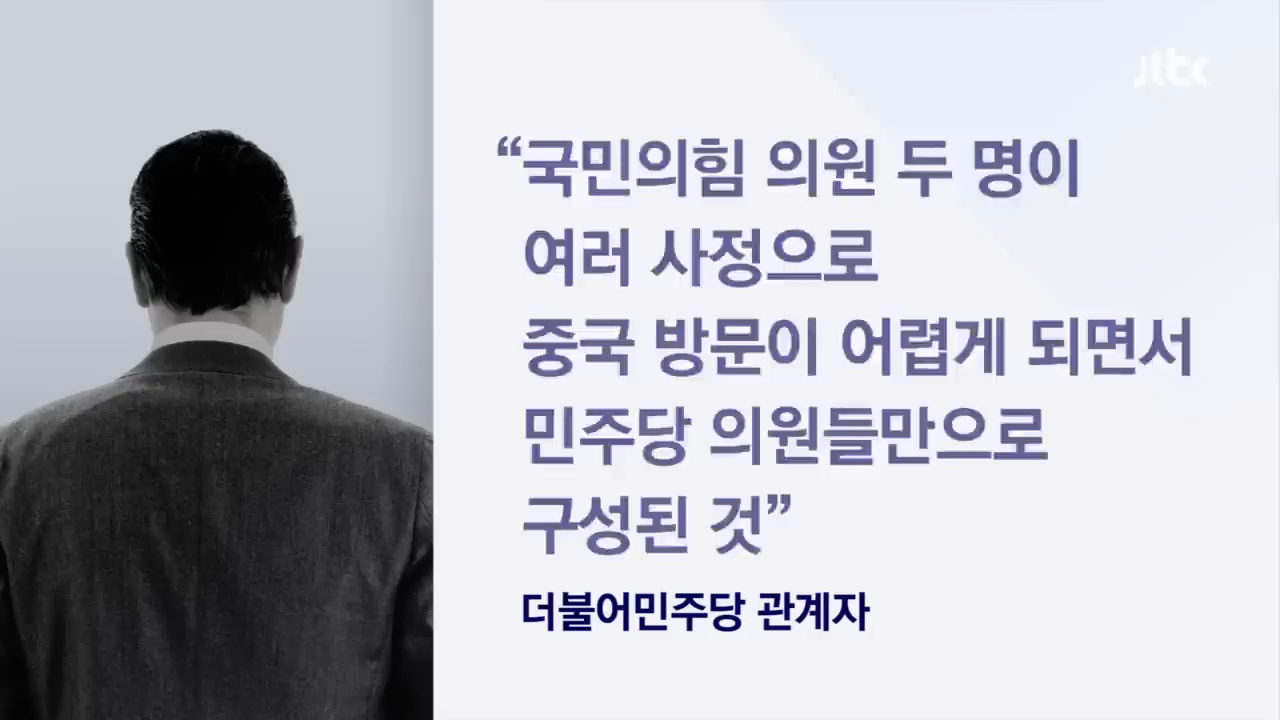 jtbc
“국민의힘 의원 두 명이
여러 사정으로
중국 방문이 어렵게 되면서
민주당 의원들만으로
구성된 것”
더불어민주당 관계자